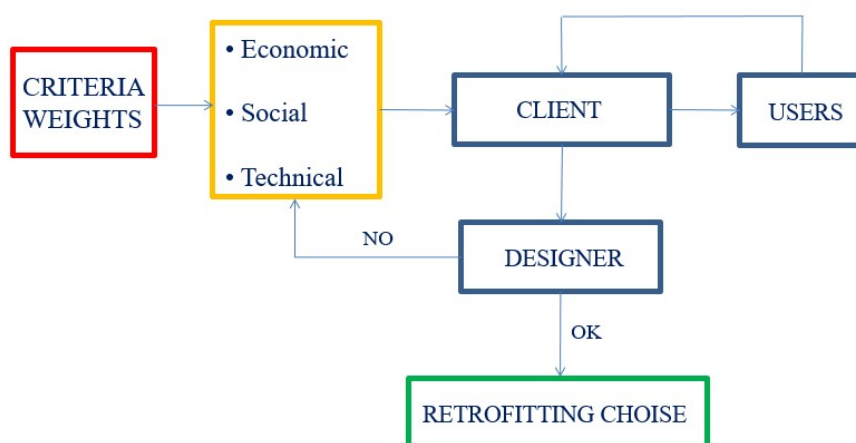 CRITERIA
WEIGHTS
• Economic
• Social
• Technical
CLIENT
USERS
NO
DESIGNER
OK
RETROFITTING CHOISE